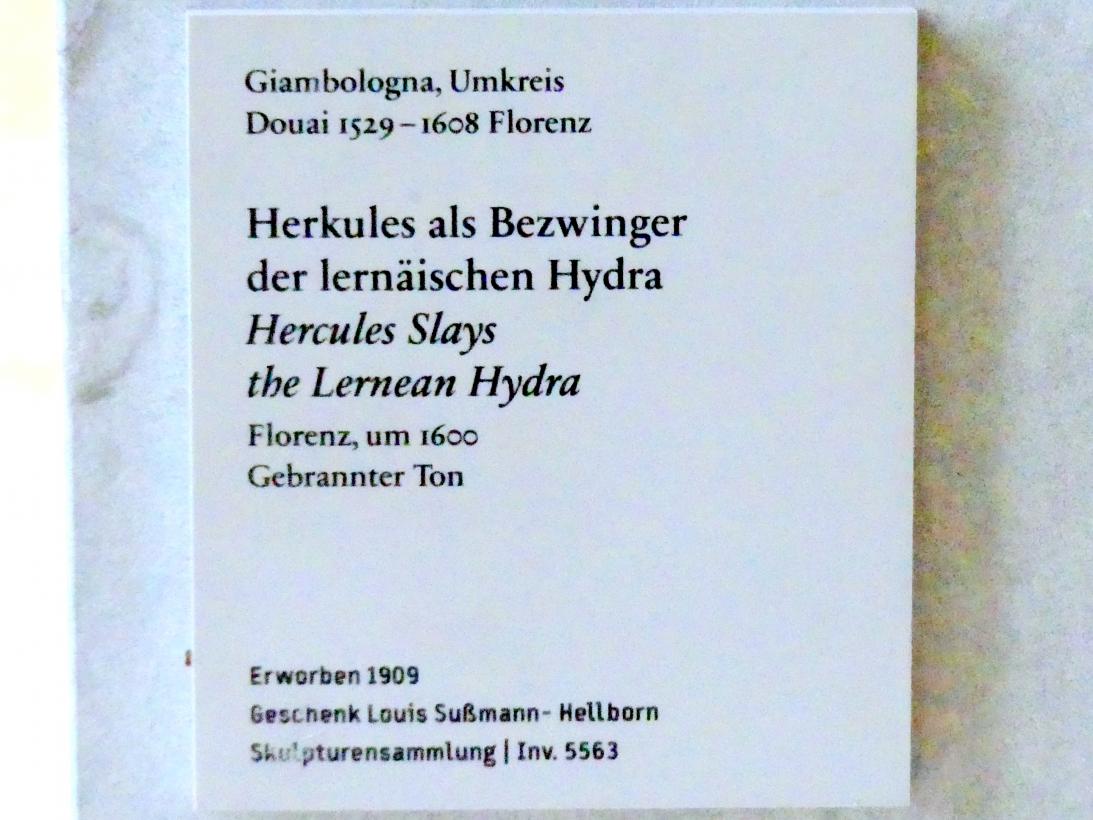 Giambologna, Umkreis
Douai 1529–1608 Florenz
Herkules als Bezwinger
der lernäischen Hydra
Hercules Slays
the Lernean Hydra
Florenz, um 1600
Gebrannter Ton
Erworben 1909
Geschenk Louis Sußmann- Hellborn
Skulpturensammlung | Inv. 5563